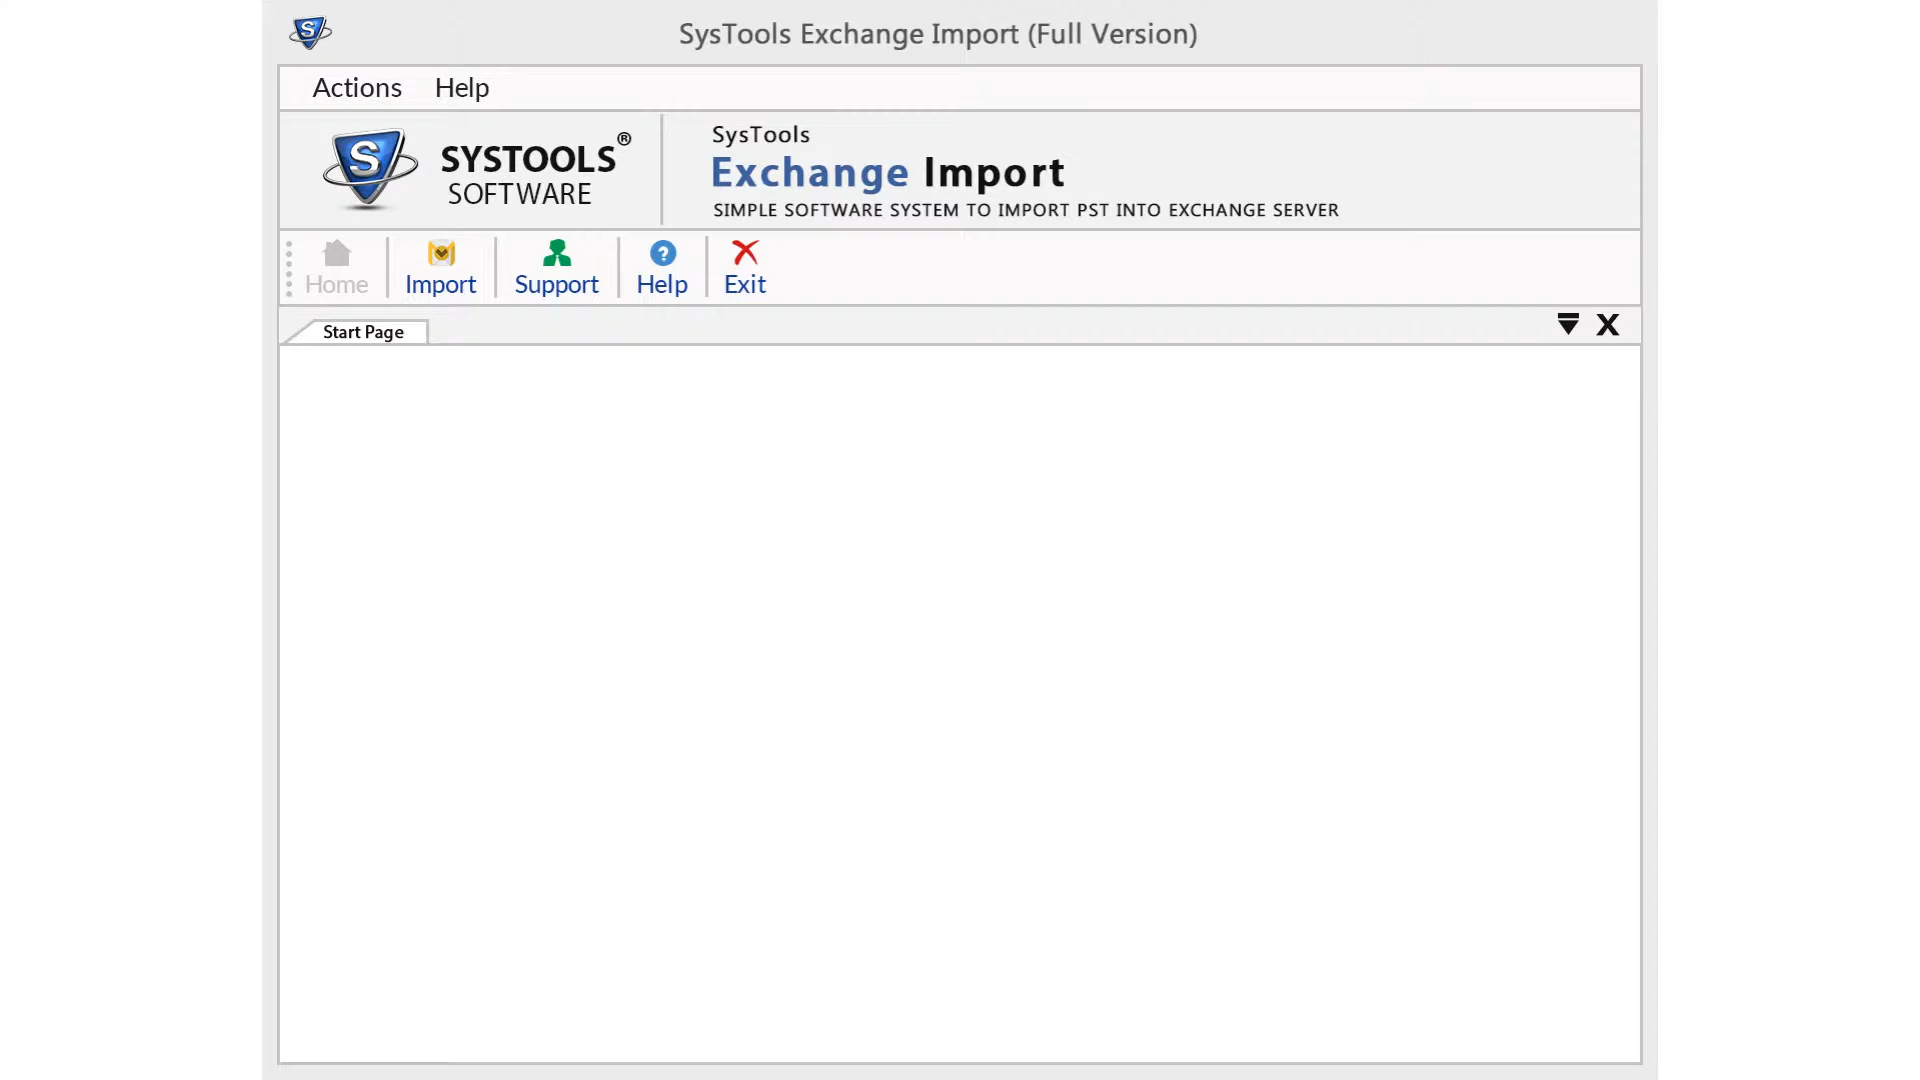 SysTools Exchange Import (Full Version)
Actions Help
SYSTOOLS®
SOFTWARE
SysTools
Exchange Import
SIMPLE SOFTWARE SYSTEM TO IMPORT PST INTO EXCHANGE SERVER
Home Import Support Help Exit
Start Page